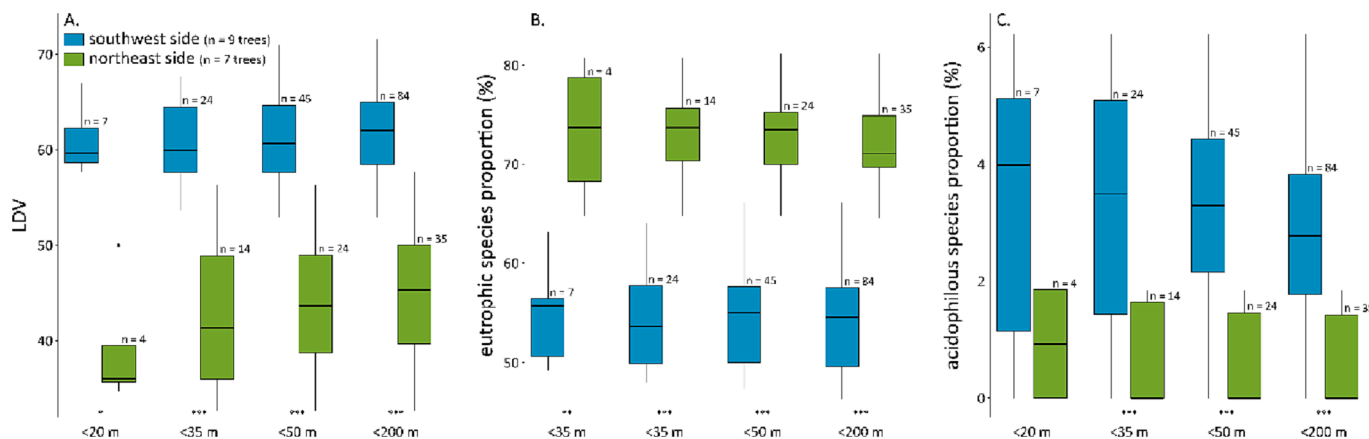 A.
southwest side (n = 9 trees)
northeast side (n = 7 trees)
LDV
70
60
50
40
n = 7
n = 24
n = 45
n = 84
n = 4
n = 14
n = 24
n = 35
*
***
***
***
<20 m
<35 m
<50 m
<200 m
B.
eutrophic species proportion (%)
80
70
60
50
n = 4
n = 14
n = 24
n = 35
n = 7
n = 24
n = 45
n = 84
**
***
***
***
<35 m
<35 m
<50 m
<200 m
C.
acidophilous species proportion (%)
6
4
2
0
n = 7
n = 24
n = 45
n = 84
n = 4
n = 14
n = 24
n = 3
***
***
***
<20 m
<35 m
<50 m
<200 m